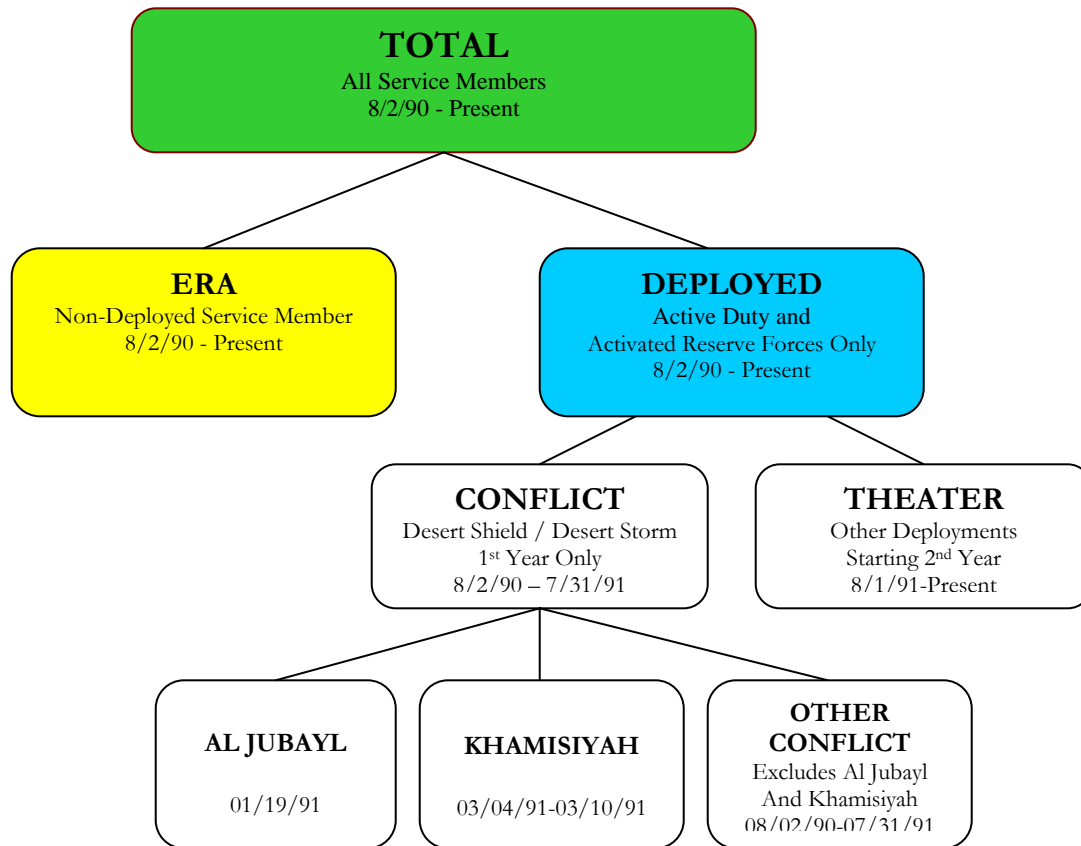 TOTAL
All Service Members
8/2/90 - Present
ERA
Non-Deployed Service Member
8/2/90 - Present
DEPLOYED
Active Duty and
Activated Reserve Forces Only
8/2/90 - Present
CONFLICT
Desert Shield / Desert Storm
1st Year Only
8/2/90 – 7/31/91
THEATER
Other Deployments
Starting 2nd Year
8/1/91-Present
AL JUBAYL
01/19/91
KHAMISIYAH
03/04/91-03/10/91
OTHER
CONFLICT
Excludes Al Jubayl
And Khamisiyah
08/02/90-07/31/91